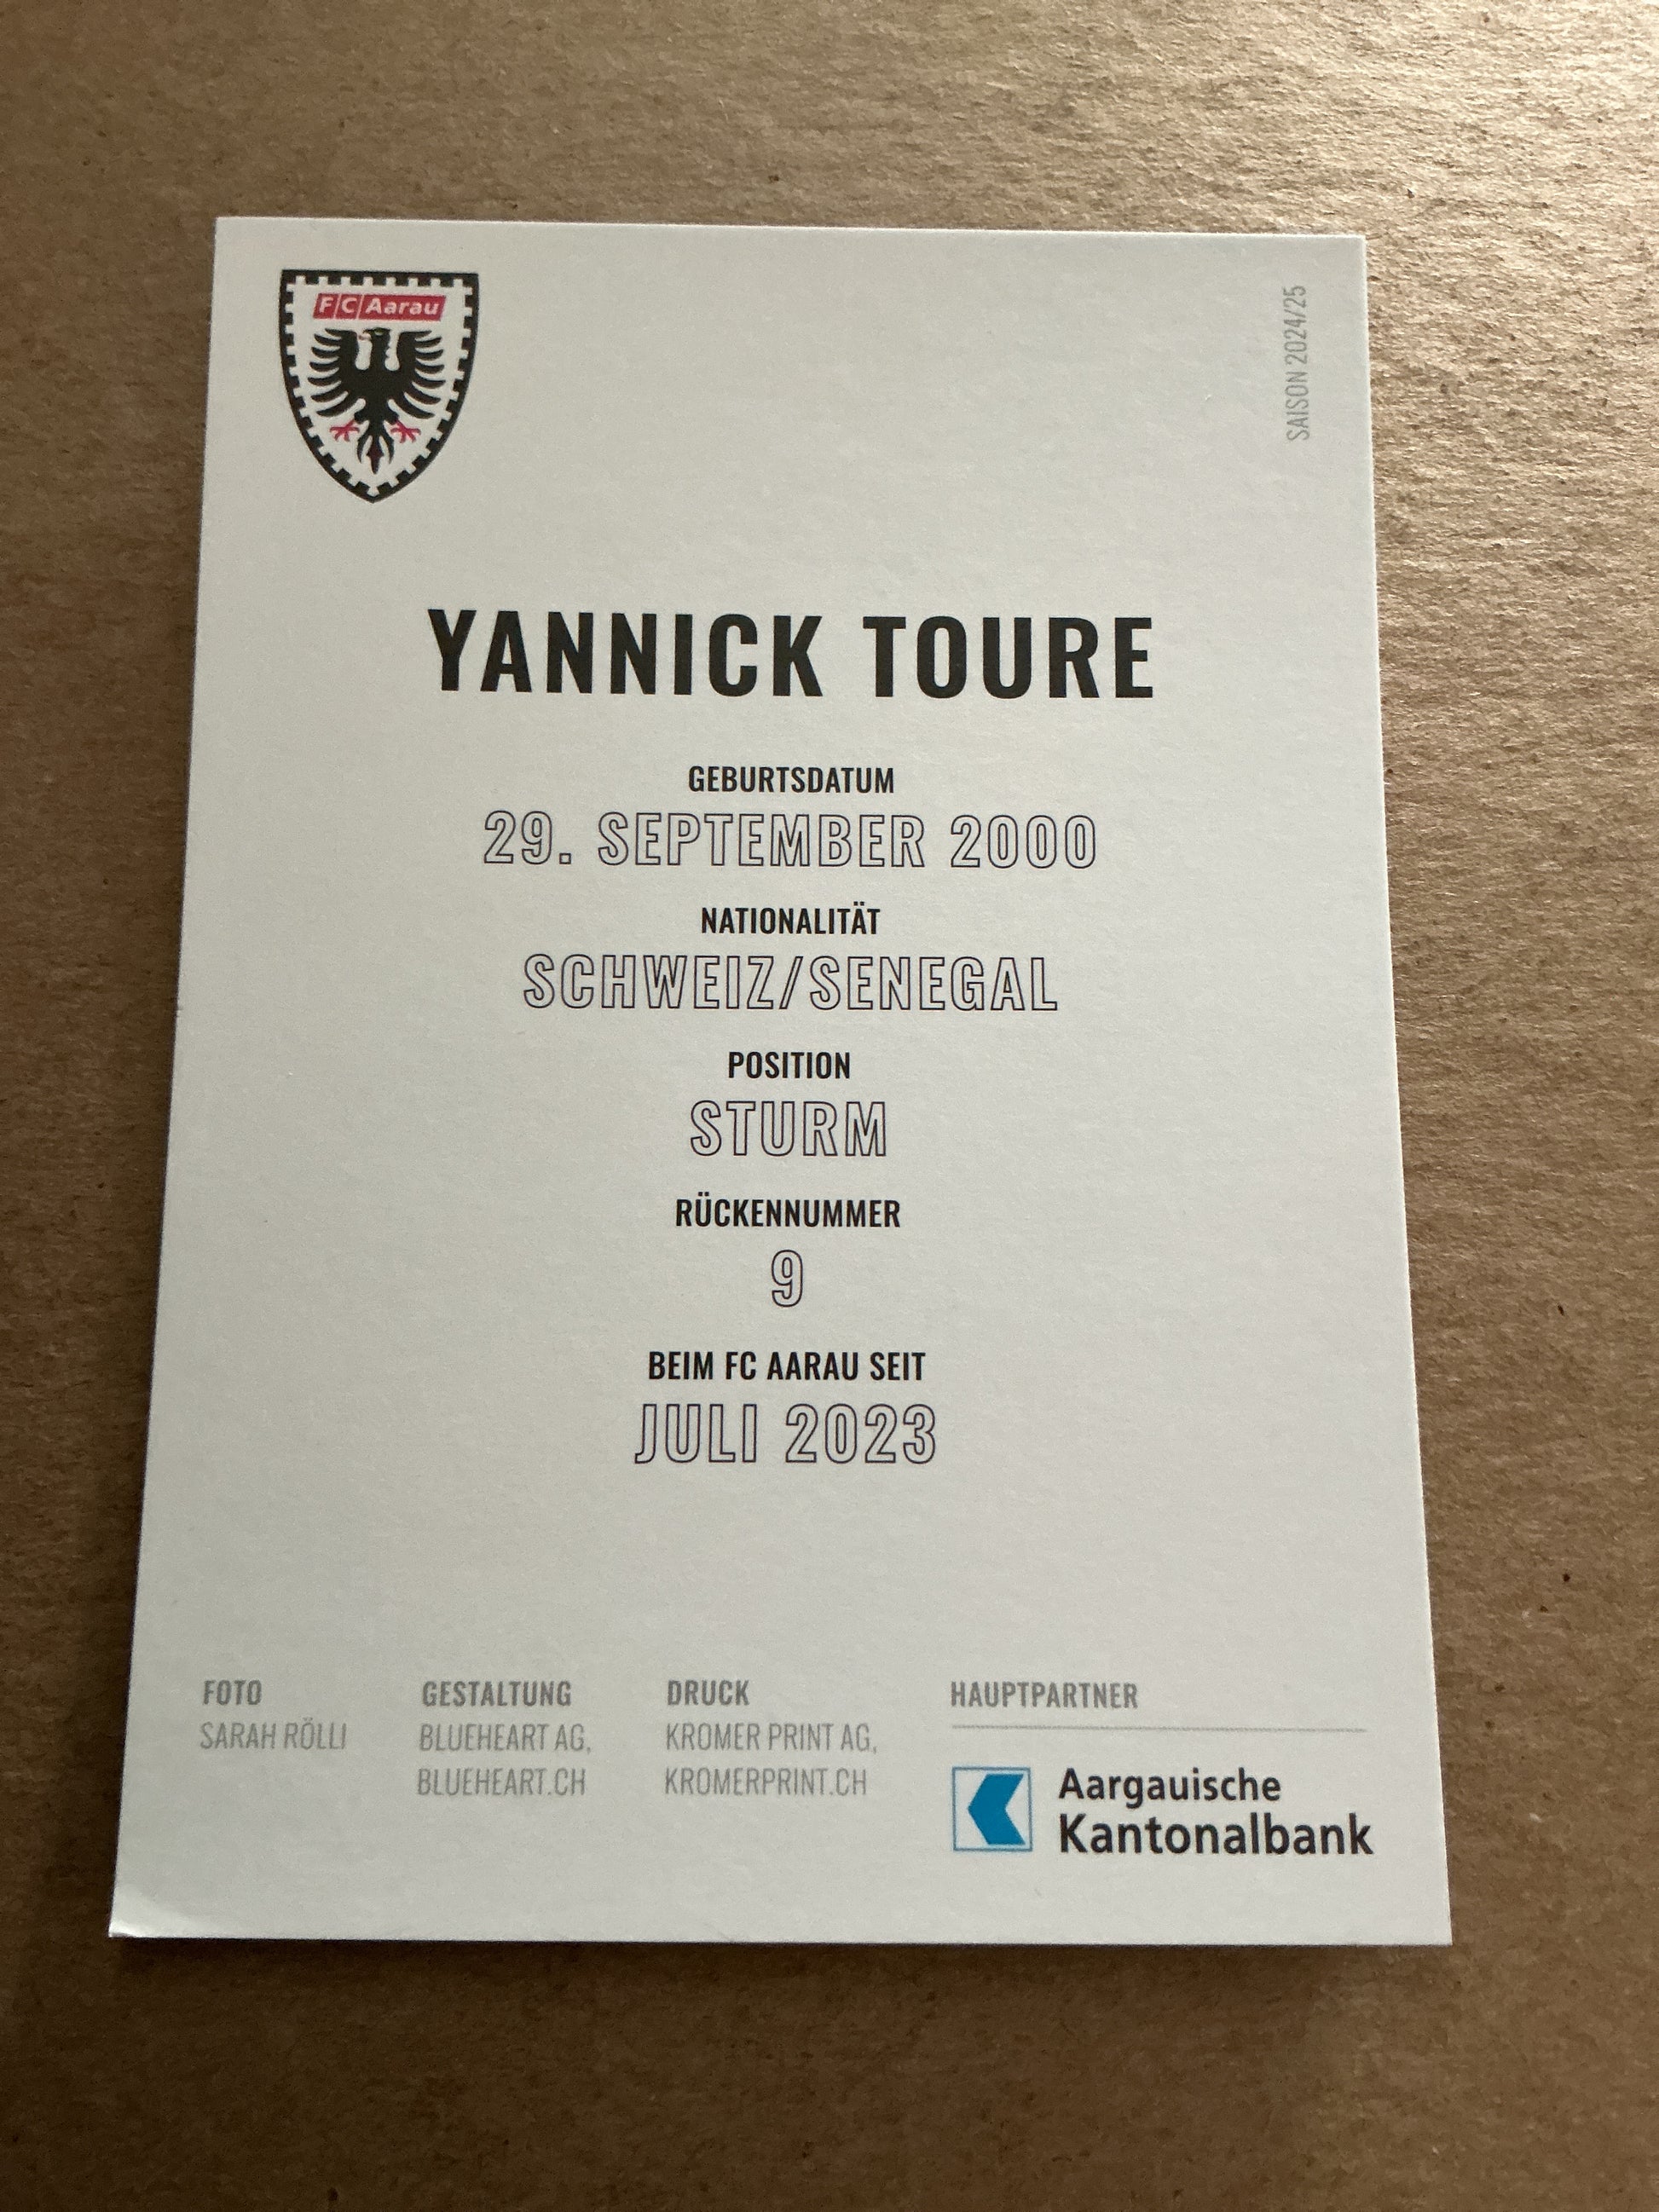 FC Aarau
SAISON 2024/25
YANNICK TOURE
GEBURTSDATUM
29. SEPTEMBER 2000
NATIONALITÄT
SCHWEIZ/SENEGAL
POSITION
STURM
RÜCKENNUMMER
9
BEIM FC AARAU SEIT
JULI 2023
FOTO
SARAH RÖLLI
GESTALTUNG
BLUEHEART AG,
BLUEHEART.CH
DRUCK
KROMER PRINT AG,
KROMERPRINT.CH
HAUPTPARTNER
Aargauische
Kantonalbank